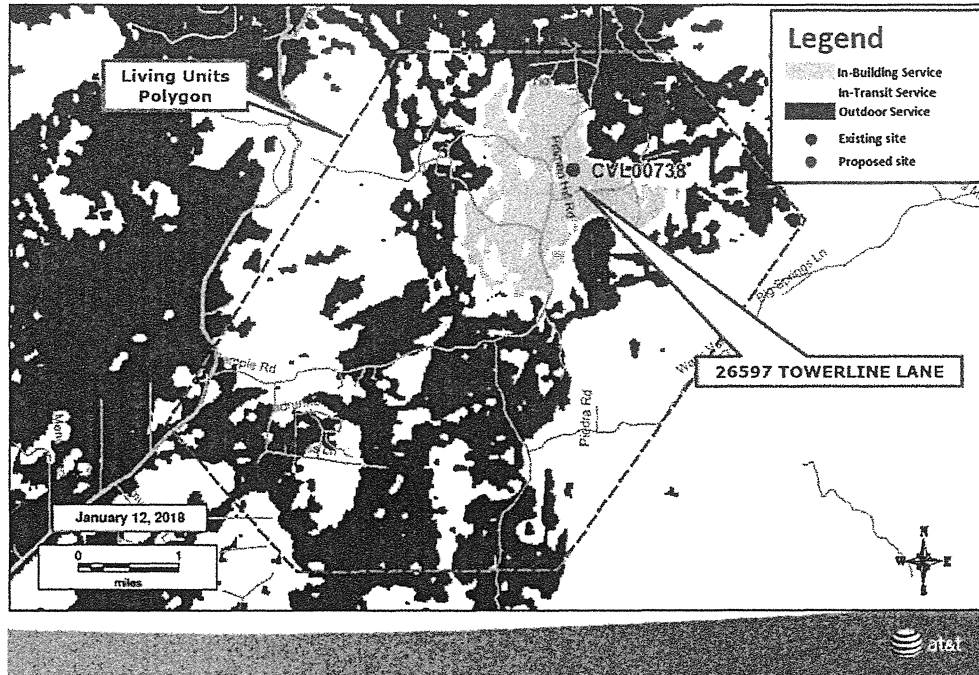 Legend
In-Building Service
In-Transit Service
Outdoor Service
Existing site
Proposed site
Living Units
Polygon
CVL00738
Big Springs Ln
26597 TOWERLINE LANE
Piedra Rd
January 12, 2018
0 1
miles
N
W E
S
at&t